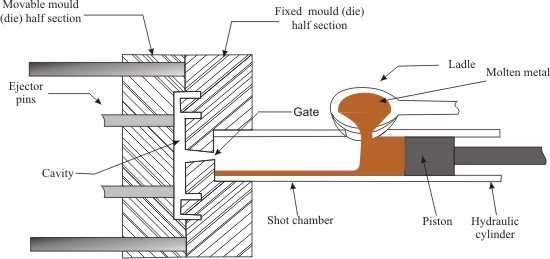 Movable mould
(die) half section
Fixed mould (die)
half section
Ladle
Molten metal
Ejector
pins
Gate
Cavity
Shot chamber
Piston
Hydraulic
cylinder